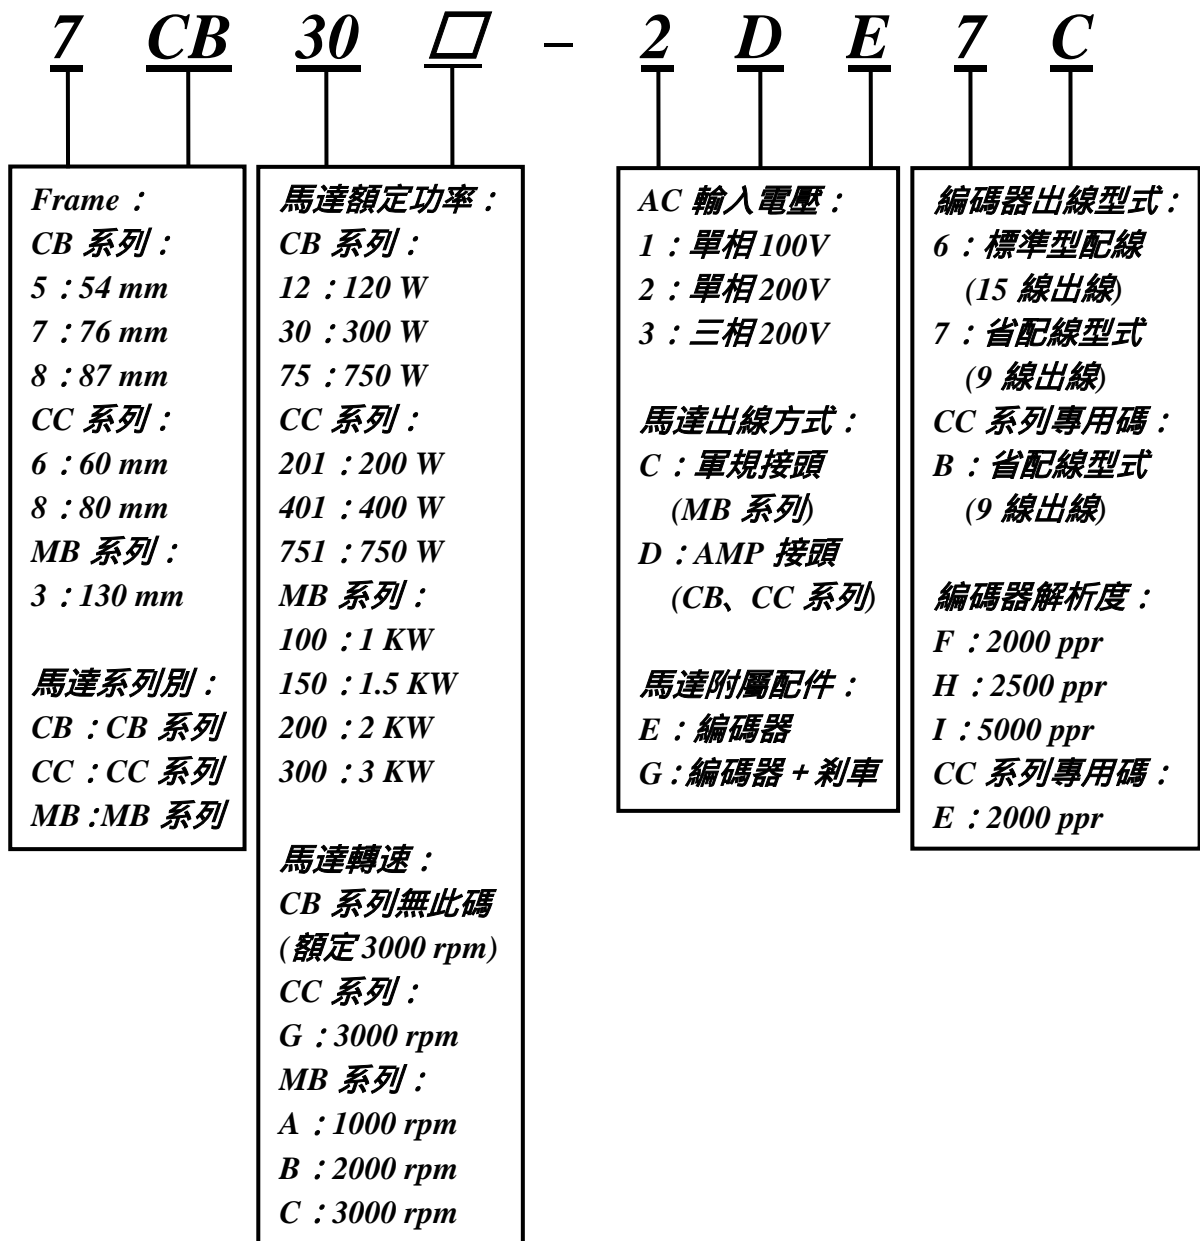 7 CB 30 □ – 2 D E 7 C
Frame：
CB 系列：
5：54 mm
7：76 mm
8：87 mm
CC 系列：
6：60 mm
8：80 mm
MB 系列：
3：130 mm
馬達系列別：
CB：CB 系列
CC：CC 系列
MB：MB 系列
馬達額定功率：
CB 系列：
12：120 W
30：300 W
75：750 W
CC 系列：
201：200 W
401：400 W
751：750 W
MB 系列：
100：1 KW
150：1.5 KW
200：2 KW
300：3 KW
馬達轉速：
CB 系列無此碼
(額定 3000 rpm)
CC 系列：
G：3000 rpm
MB 系列：
A：1000 rpm
B：2000 rpm
C：3000 rpm
AC 輸入電壓：
1：單相 100V
2：單相 200V
3：三相 200V
馬達出線方式：
C：軍規接頭
(MB 系列)
D：AMP 接頭
(CB、CC 系列)
馬達附屬配件：
E：編碼器
G：編碼器 + 剎車
編碼器出線型式：
6：標準型配線
(15 線出線)
7：省配線型式
(9 線出線)
CC 系列專用碼：
B：省配線型式
(9 線出線)
編碼器解析度：
F：2000 ppr
H：2500 ppr
I：5000 ppr
CC 系列專用碼：
E：2000 ppr